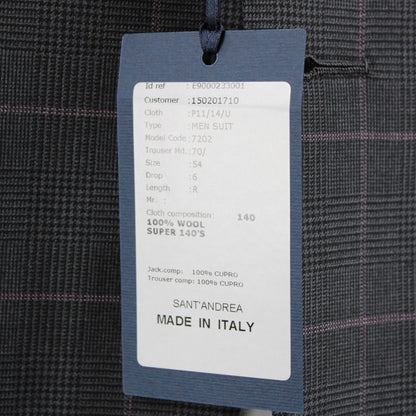 Id ref : E9000233001
Customer :150201710
Cloth :P11/14/U
Type :MEN SUIT
Model Code :7202
Trouser Md. :70/
Size :54
Drop :6
Length :R
Mr. :
Cloth composition: 140
100% WOOL
SUPER 140'S
Jack.comp: 100% CUPRO
Trouser comp: 100% CUPRO
SANT'ANDREA
MADE IN ITALY